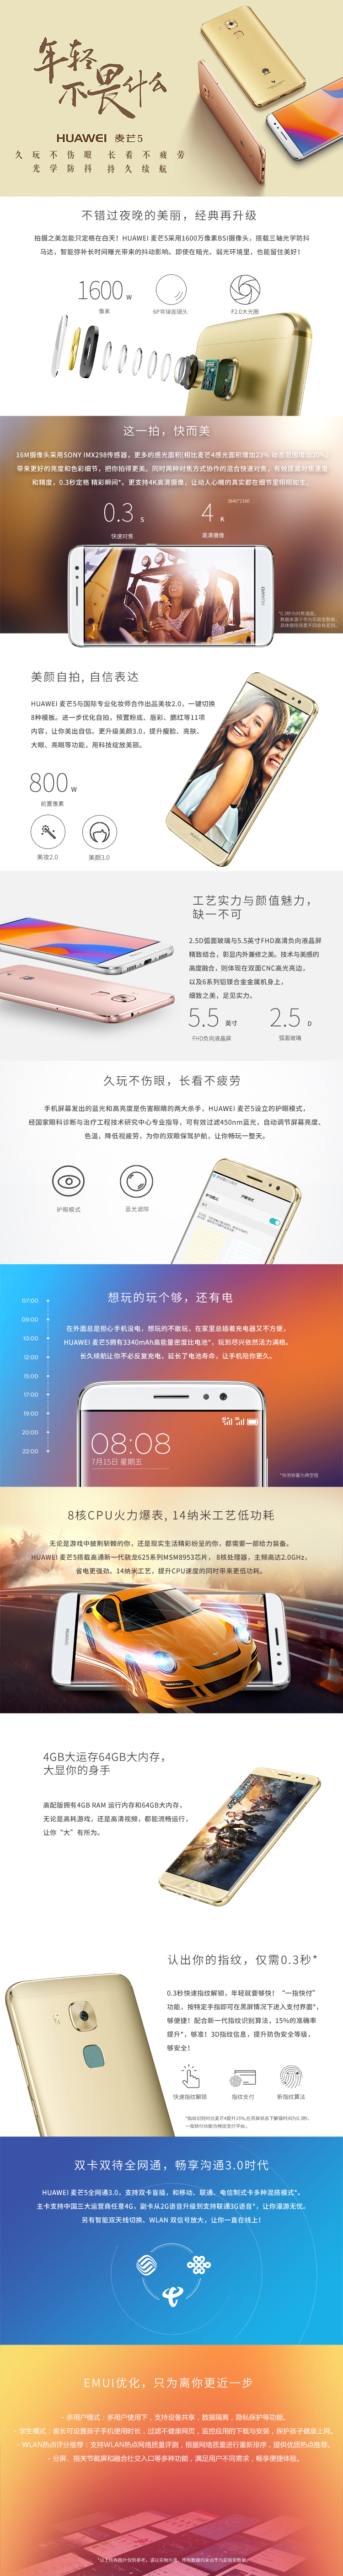 年轻
不畏什么
HUAWEI 麦芒5
久玩不伤眼 长看不疲劳
光学防抖 持久续航
不错过夜晚的美丽，经典再升级
拍摄之美怎能只定格在白天！HUAWEI 麦芒5采用1600万像素BSI摄像头，搭载三轴光学防抖
马达，智能弥补长时间曝光带来的抖动影响。即使在暗光、弱光环境里，也能留住美好！
1600 W
像素
6P非球面镜头
F2.0大光圈
这一拍，快而美
16M摄像头采用SONY IMX298传感器，更多的感光面积[相比麦芒4感光面积增加23% 动态范围增加20%]
带来更好的亮度和色彩细节，把你拍得更美。同时两种对焦方式协作的混合快速对焦，有效提高对焦速度
和精度，0.3秒定格 精彩瞬间*。更支持4K高清摄像，让动人心魄的真实都在细节里栩栩如生。
0.3 S
快速对焦
4 K
3840*2160
高清摄像
*0.3秒为对焦速度，
数据来源于华为实验室数据，
美颜自拍, 自信表达
HUAWEI 麦芒5与国际专业化妆师合作出品美妆2.0，一键切换
8种模板。进一步优化自拍，预置粉底、唇彩、腮红等11项
内容，让你美出自信。更升级美颜3.0，提升瘦脸、亮肤、
大眼、亮眼等功能，用科技绽放美丽。
800 W
前置像素
美妆2.0
美颜3.0
工艺实力与颜值魅力，
缺一不可
2.5D弧面玻璃与5.5英寸FHD高清负向液晶屏
精致结合，彰显内外兼修之美。技术与美感的
高度融合，则体现在双面CNC高光亮边，
以及6系列铝镁合金金属机身上，
细致之美，足见实力。
5.5 英寸
FHD负向液晶屏
2.5 D
弧面玻璃
久玩不伤眼，长看不疲劳
手机屏幕发出的蓝光和高亮度是伤害眼睛的两大杀手，HUAWEI 麦芒5设立的护眼模式，
经国家眼科诊断与治疗工程技术研究中心专业指导，可有效过滤450nm蓝光，自动调节屏幕亮度、
色温，降低视疲劳，为你的双眼保驾护航，让你畅玩一整天。
护眼模式
蓝光滤除
想玩的玩个够，还有电
07:00
09:00
10:00
12:00
15:00
17:00
19:00
20:00
22:00
在外面总是担心手机没电，想玩的不敢玩，在家里总插着充电器又不方便，
HUAWEI 麦芒5拥有3340mAh高能量密度比电池*，玩到尽兴依然活力满格。
长久续航让你不必反复充电，延长了电池寿命，让手机陪你更久。
08:08
7月15日 星期五
*电池容量为典型值
8核CPU火力爆表, 14纳米工艺低功耗
无论是游戏中披荆斩棘的你，还是现实生活精彩纷呈的你，都需要一部给力装备。
HUAWEI 麦芒5搭载高通新一代骁龙625系列MSM8953芯片， 8核处理器，主频高达2.0GHz，
省电更强劲。14纳米工艺，提升CPU速度的同时带来更低功耗。
4GB大运存64GB大内存，
大显你的身手
高配版拥有4GB RAM 运行内存和64GB大内存，
无论是高耗游戏，还是高清视频，都能流畅运行，
让你“大”有所为。
认出你的指纹，仅需0.3秒*
0.3秒快速指纹解锁，年轻就要够快！“一指快付”
功能，按特定手指即可在黑屏情况下进入支付界面*，
够便捷！配合新一代指纹识别算法，15%的准确率
提升*，够准！3D指纹信息，提升防伪安全等级，
够安全！
快速指纹解锁
指纹支付
新指纹算法
*指纹识别对比麦芒4提升15%,在亮屏状态下解锁时间为0.3秒，
一指快付功能为特定支付平台。
双卡双待全网通，畅享沟通3.0时代
HUAWEI 麦芒5全网通3.0，支持双卡盲插，和移动、联通、电信制式卡多种混搭模式*。
主卡支持中国三大运营商任意4G，副卡从2G语音升级到支持联通3G语音*，让你漫游无忧。
另有智能双天线切换、WLAN 双信号放大，让你一直在线上！
EMUI优化，只为离你更近一步
- 多用户模式：多用户使用下，支持设备共享，数据隔离，隐私保护等功能。
- 学生模式：家长可设置孩子手机使用时长，过滤不健康网页，监控应用的下载与安装，保护孩子健康上网。
- WLAN热点评分推荐：支持WLAN热点网络质量评测，根据网络质量进行重新排序，提供优质热点推荐。
- 分屏、指关节截屏和融合社交入口等多种功能，满足用户不同需求，畅享便捷体验。